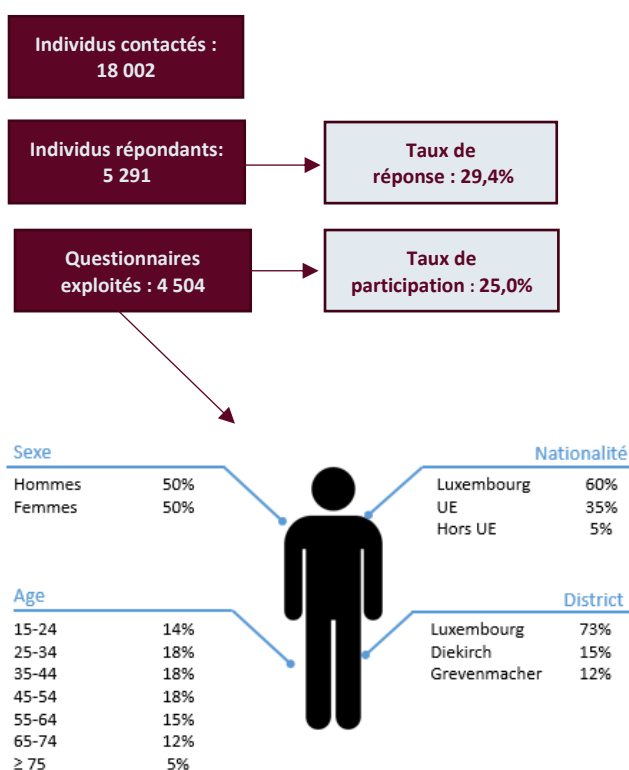 Individus contactés :
18 002
Individus répondants:
5 291
Taux de
réponse : 29,4%
Questionnaires
exploités : 4 504
Taux de
participation : 25,0%
Sexe
Hommes 50%
Femmes 50%
Nationalité
Luxembourg 60%
UE 35%
Hors UE 5%
Age
15-24 14%
25-34 18%
35-44 18%
45-54 18%
55-64 15%
65-74 12%
≥ 75 5%
District
Luxembourg 73%
Diekirch 15%
Grevenmacher 12%